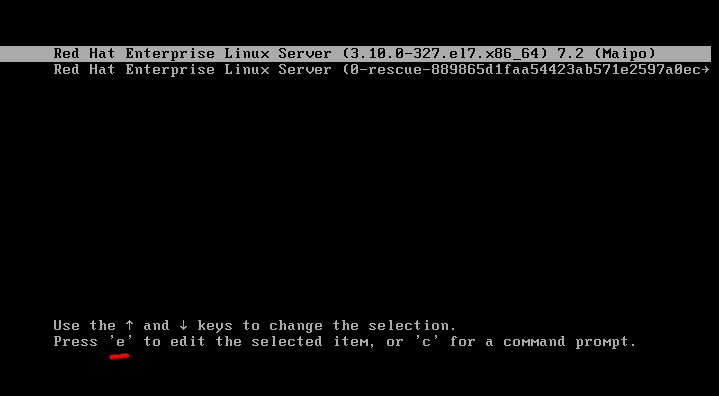 Red Hat Enterprise Linux Server (3.10.0-327.el7.x86_64) 7.2 (Maipo)
Red Hat Enterprise Linux Server (0-rescue-889865d1faa54423ab571e2597a0ec→
Use the ↑ and ↓ keys to change the selection.
Press 'e' to edit the selected item, or 'c' for a command prompt.